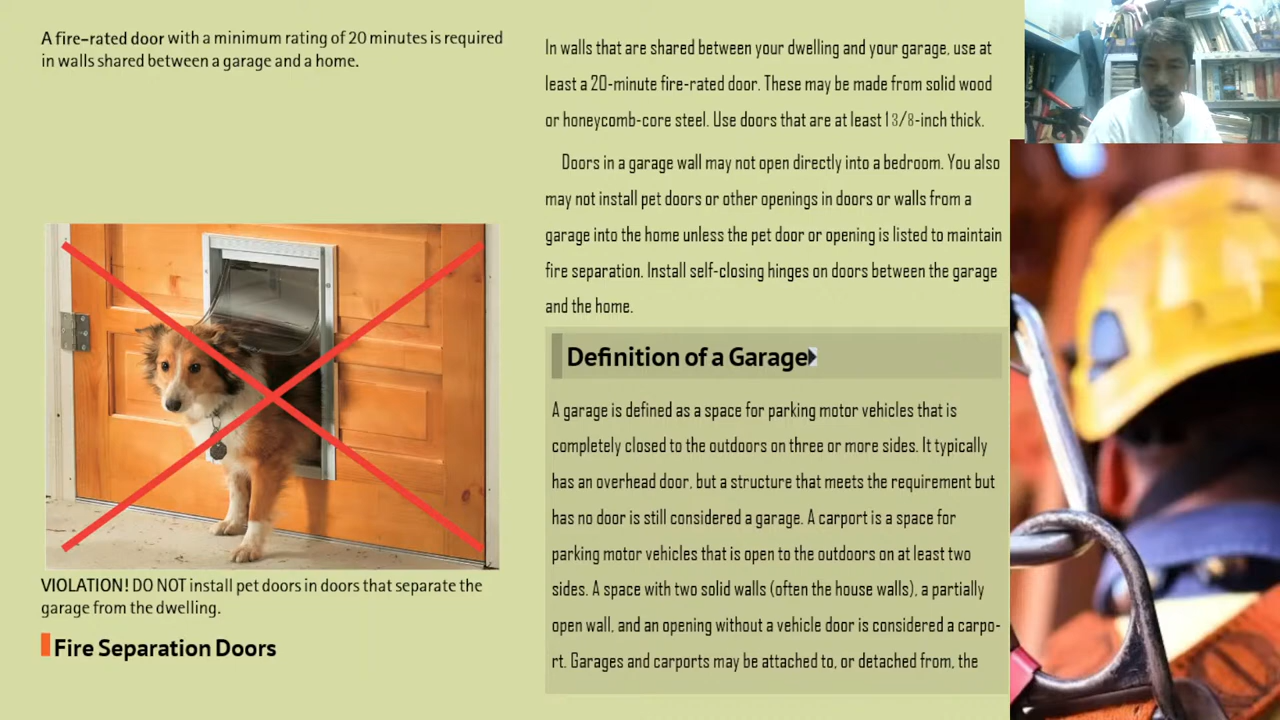 A fire-rated door with a minimum rating of 20 minutes is required
in walls shared between a garage and a home.
VIOLATION! DO NOT install pet doors in doors that separate the
garage from the dwelling.
Fire Separation Doors
In walls that are shared between your dwelling and your garage, use at
least a 20-minute fire-rated door. These may be made from solid wood
or honeycomb-core steel. Use doors that are at least 1 3/8-inch thick.
Doors in a garage wall may not open directly into a bedroom. You also
may not install pet doors or other openings in doors or walls from a
garage into the home unless the pet door or opening is listed to maintain
fire separation. Install self-closing hinges on doors between the garage
and the home.
Definition of a Garage
A garage is defined as a space for parking motor vehicles that is
completely closed to the outdoors on three or more sides. It typically
has an overhead door, but a structure that meets the requirement but
has no door is still considered a garage. A carport is a space for
parking motor vehicles that is open to the outdoors on at least two
sides. A space with two solid walls (often the house walls), a partially
open wall, and an opening without a vehicle door is considered a carpo-
rt. Garages and carports may be attached to, or detached from, the